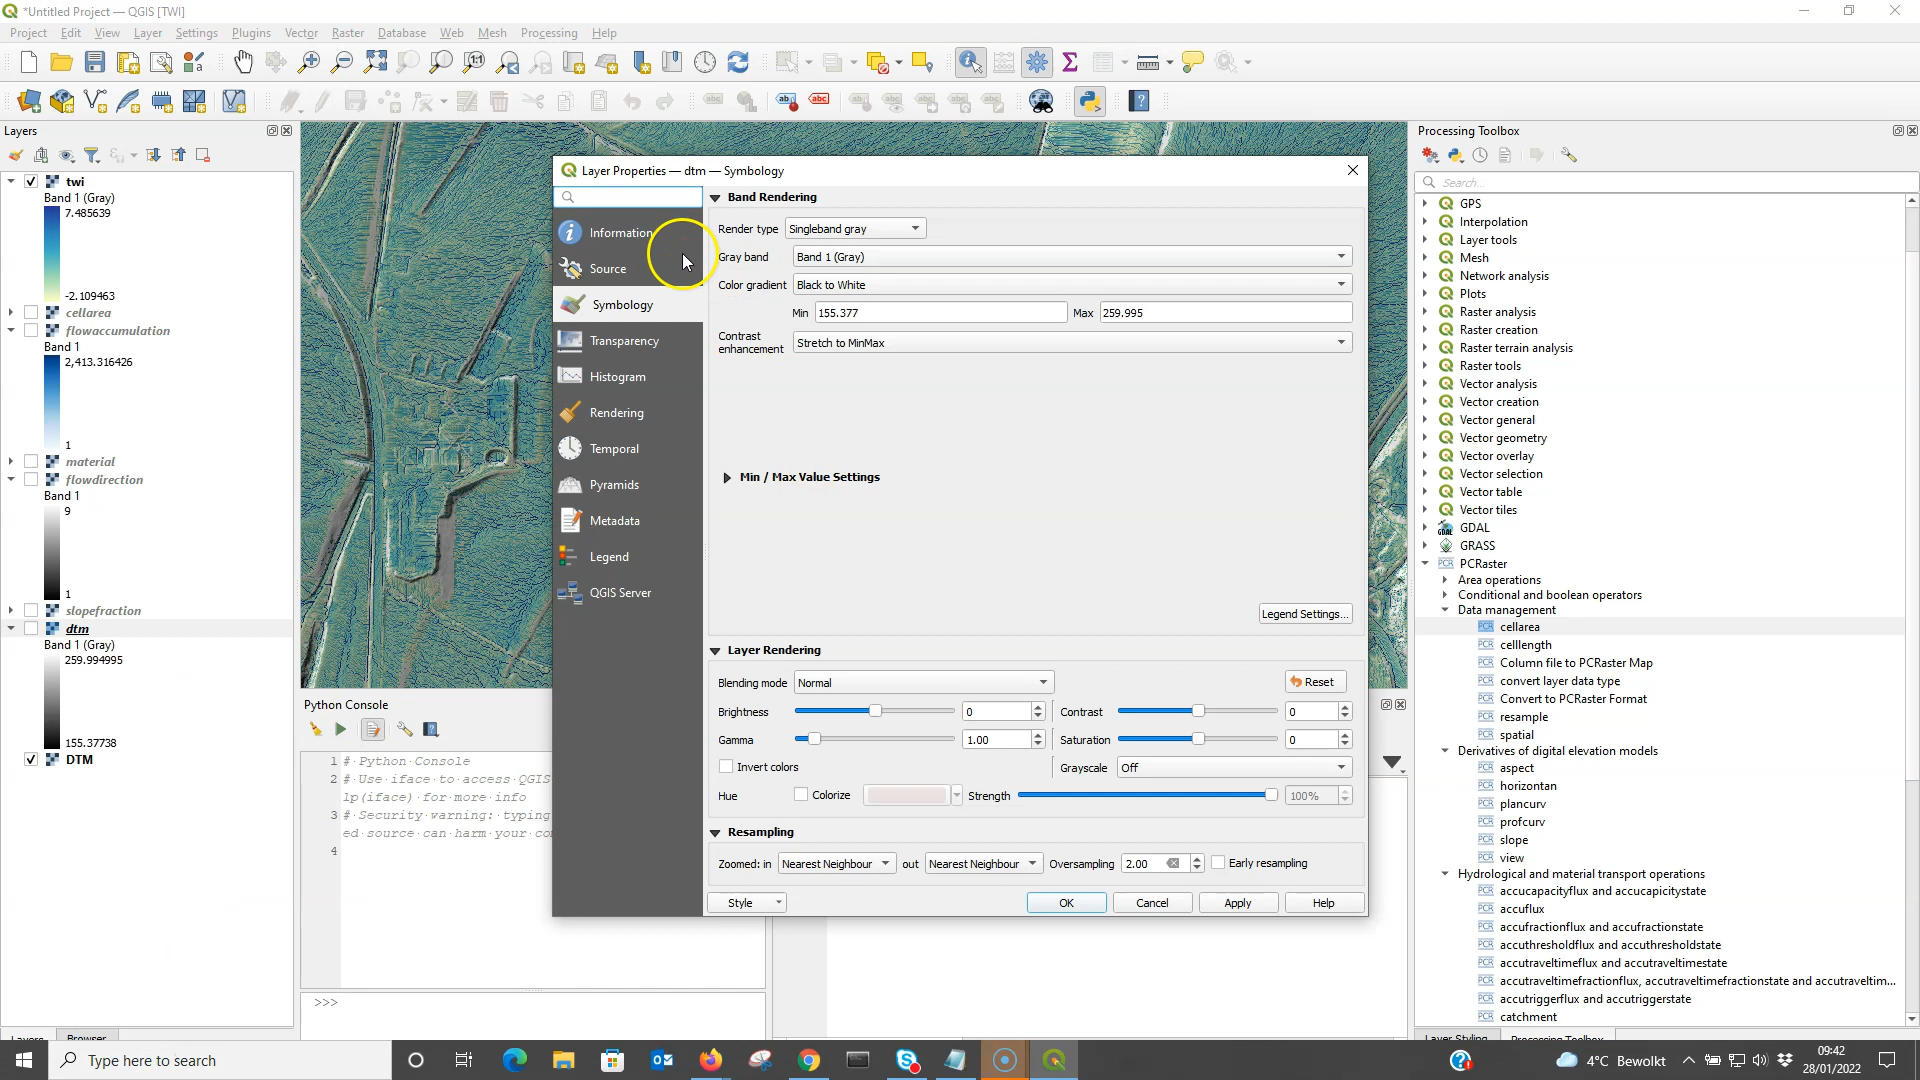 *Untitled Project — QGIS [TWI]
Project Edit View Layer Settings Plugins Vector Raster Database Web Mesh Processing Help
Layers
twi
Band 1 (Gray)
7.485639
-2.109463
cellarea
flowaccumulation
Band 1
2,413.316426
1
material
flowdirection
Band 1
9
1
slopefraction
dtm
Band 1 (Gray)
259.994995
155.37738
DTM
Layers Browser
Layer Properties — dtm — Symbology
Information
Source
Symbology
Transparency
Histogram
Rendering
Temporal
Pyramids
Metadata
Legend
QGIS Server
Band Rendering
Render type Singleband gray
Gray band Band 1 (Gray)
Color gradient Black to White
Min 155.377 Max 259.995
Contrast enhancement Stretch to MinMax
Min / Max Value Settings
Legend Settings...
Layer Rendering
Blending mode Normal Reset
Brightness 0 Contrast 0
Gamma 1.00 Saturation 0
Invert colors Grayscale Off
Hue Colorize Strength 100%
Resampling
Zoomed: in Nearest Neighbour out Nearest Neighbour Oversampling 2.00 Early resampling
Style OK Cancel Apply Help
Python Console
1 # Python Console
2 # Use iface to access QGIS
lp(iface) for more info
3 # Security warning: typing
ed source can harm your co
4
>>>
Processing Toolbox
Search...
GPS
Interpolation
Layer tools
Mesh
Network analysis
Plots
Raster analysis
Raster creation
Raster terrain analysis
Raster tools
Vector analysis
Vector creation
Vector general
Vector geometry
Vector overlay
Vector selection
Vector table
Vector tiles
GDAL
GRASS
PCRaster
Area operations
Conditional and boolean operators
Data management
cellarea
celllength
Column file to PCRaster Map
convert layer data type
Convert to PCRaster Format
resample
spatial
Derivatives of digital elevation models
aspect
horizontan
plancurv
profcurv
slope
view
Hydrological and material transport operations
accucapacityflux and accucapicitystate
accuflux
accufractionflux and accufractionstate
accuthresholdflux and accuthresholdstate
accutraveltimeflux and accutraveltimestate
accutraveltimefractionflux, accutraveltimefractionstate and accutraveltim...
accutriggerflux and accutriggerstate
catchment
Layer Styling Processing Toolbox
Type here to search
4°C Bewolkt
09:42
28/01/2022